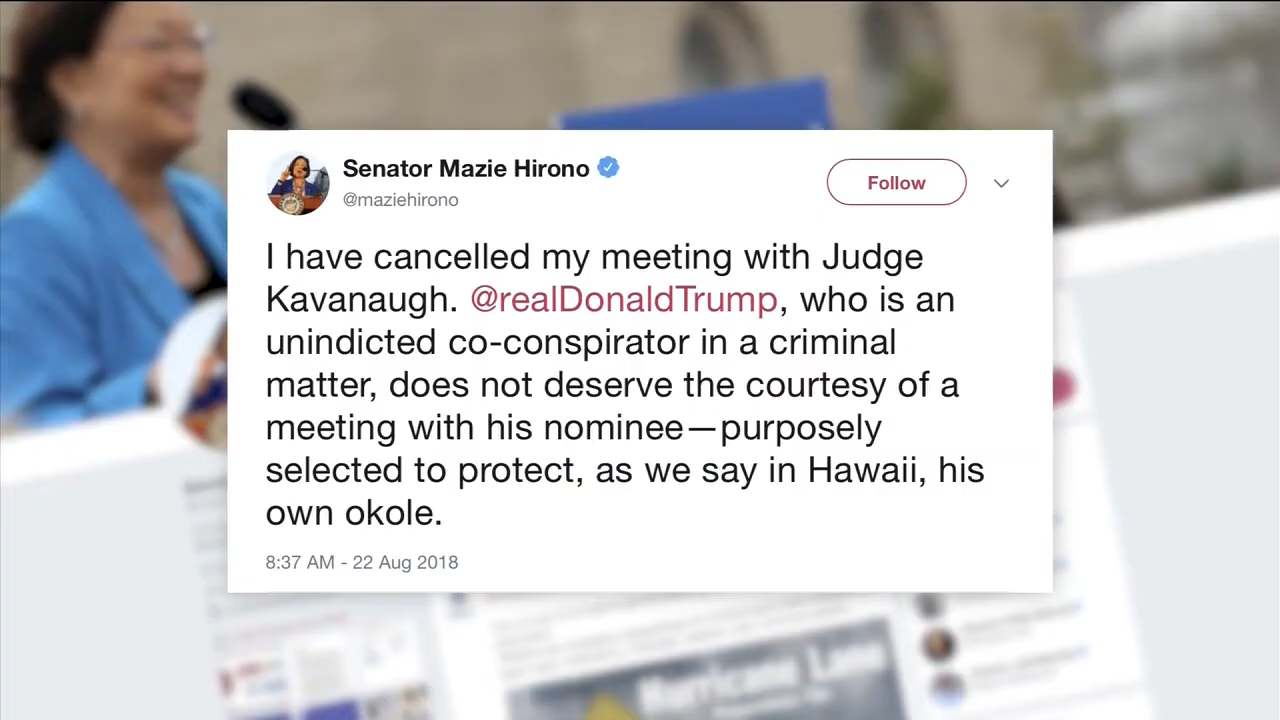 Senator Mazie Hirono
@maziehirono
Follow
I have cancelled my meeting with Judge
Kavanaugh. @realDonaldTrump, who is an
unindicted co-conspirator in a criminal
matter, does not deserve the courtesy of a
meeting with his nominee—purposely
selected to protect, as we say in Hawaii, his
own okole.
8:37 AM - 22 Aug 2018
Hurricane Lane